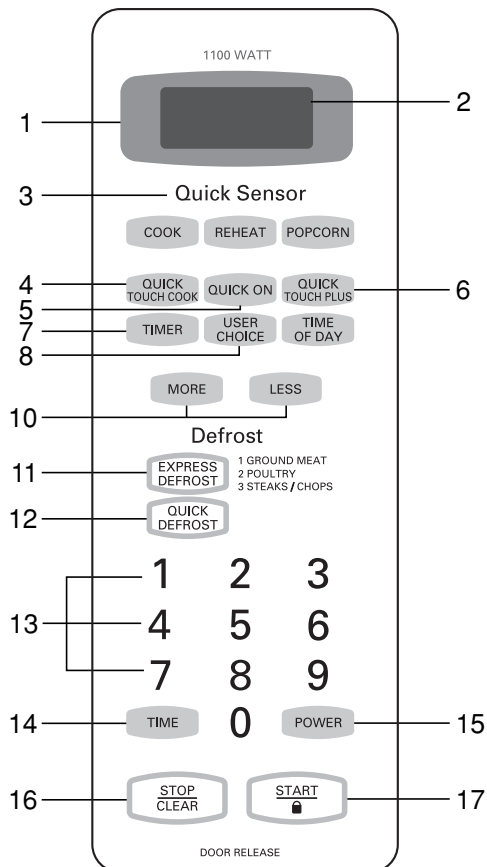 1100 WATT
1
2
3 Quick Sensor
COOK REHEAT POPCORN
4 QUICK TOUCH COOK QUICK ON QUICK TOUCH PLUS 6
5
7 TIMER USER CHOICE TIME OF DAY
8
MORE LESS
10
Defrost
11 EXPRESS DEFROST
1 GROUND MEAT
2 POULTRY
3 STEAKS / CHOPS
12 QUICK DEFROST
1 2 3
13 4 5 6
7 8 9
14 TIME 0 POWER 15
16 STOP CLEAR START 17
DOOR RELEASE